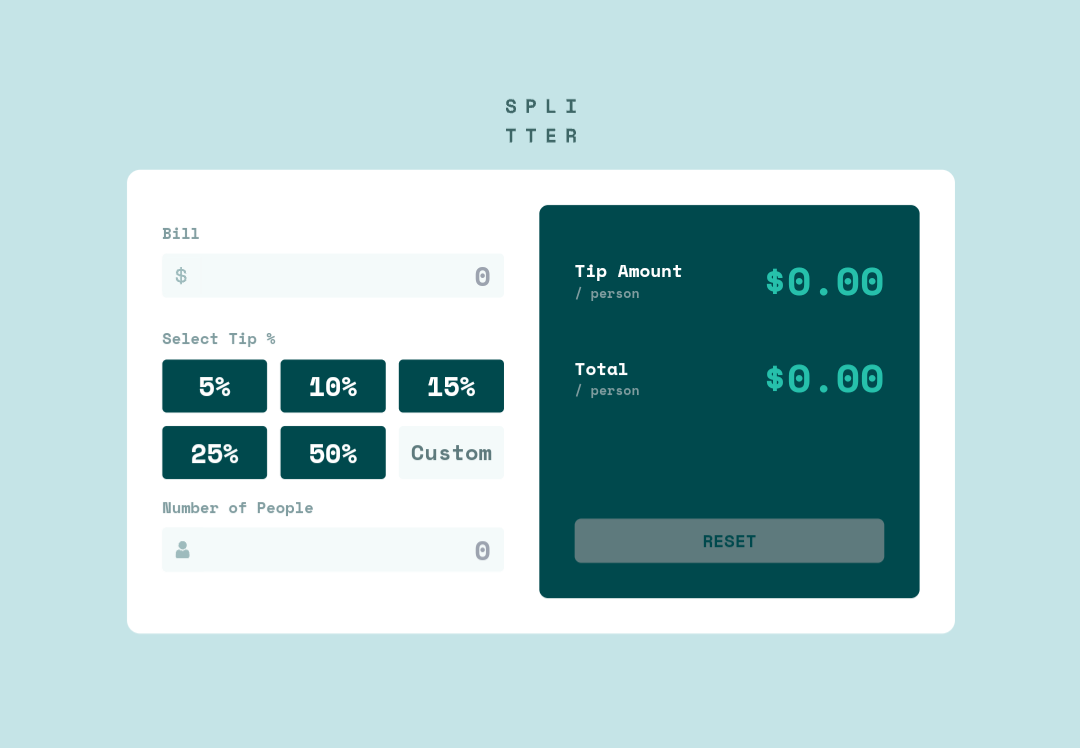 SPLI
TTER
Bill
$ 0
Select Tip %
5% 10% 15%
25% 50% Custom
Number of People
0
Tip Amount
/ person
$0.00
Total
/ person
$0.00
RESET